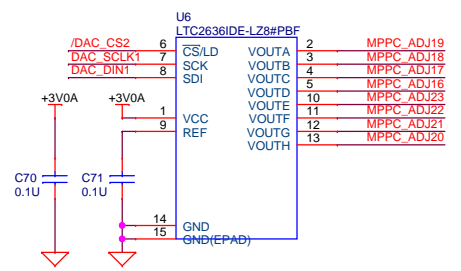 U6
LTC2636IDE-LZ8#PBF
/DAC_CS2 6 CS/LD VOUTA 2 MPPC_ADJ19
DAC_SCLK1 7 SCK VOUTB 3 MPPC_ADJ18
DAC_DIN1 8 SDI VOUTC 4 MPPC_ADJ17
VOUTD 5 MPPC_ADJ16
+3V0A +3V0A VOUTE 10 MPPC_ADJ23
1 VCC VOUTF 11 MPPC_ADJ22
9 REF VOUTG 12 MPPC_ADJ21
VOUTH 13 MPPC_ADJ20
C70 C71
0.1U 0.1U
14 GND
15 GND(EPAD)